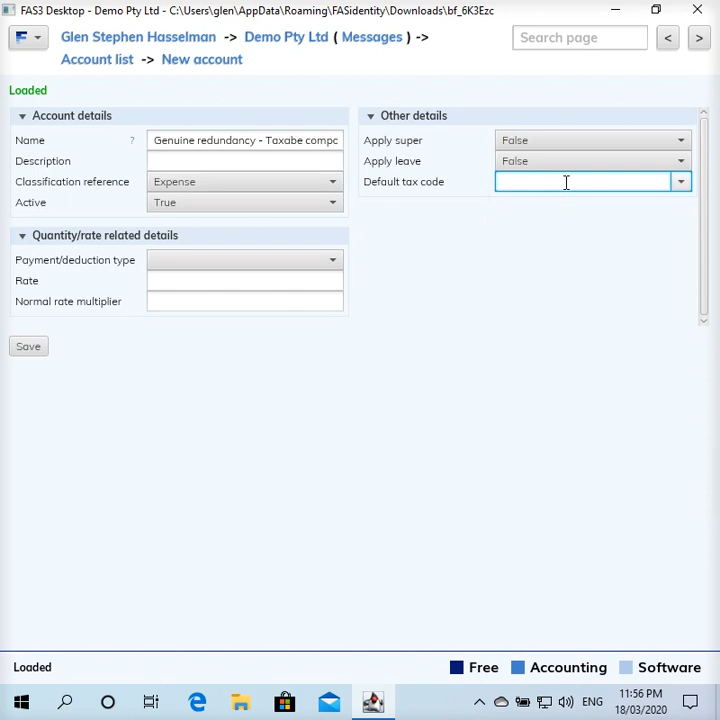 FAS3 Desktop - Demo Pty Ltd - C:\Users\glen\AppData\Roaming\FASidentity\Downloads\bf_6K3Ezc
Glen Stephen Hasselman -> Demo Pty Ltd ( Messages ) ->
Account list -> New account
Search page
<
>
Loaded
Account details
Name ? Genuine redundancy - Taxabe compc
Description
Classification reference Expense
Active True
Quantity/rate related details
Payment/deduction type
Rate
Normal rate multiplier
Save
Other details
Apply super False
Apply leave False
Default tax code
Loaded
Free Accounting Software
ENG
11:56 PM
18/03/2020